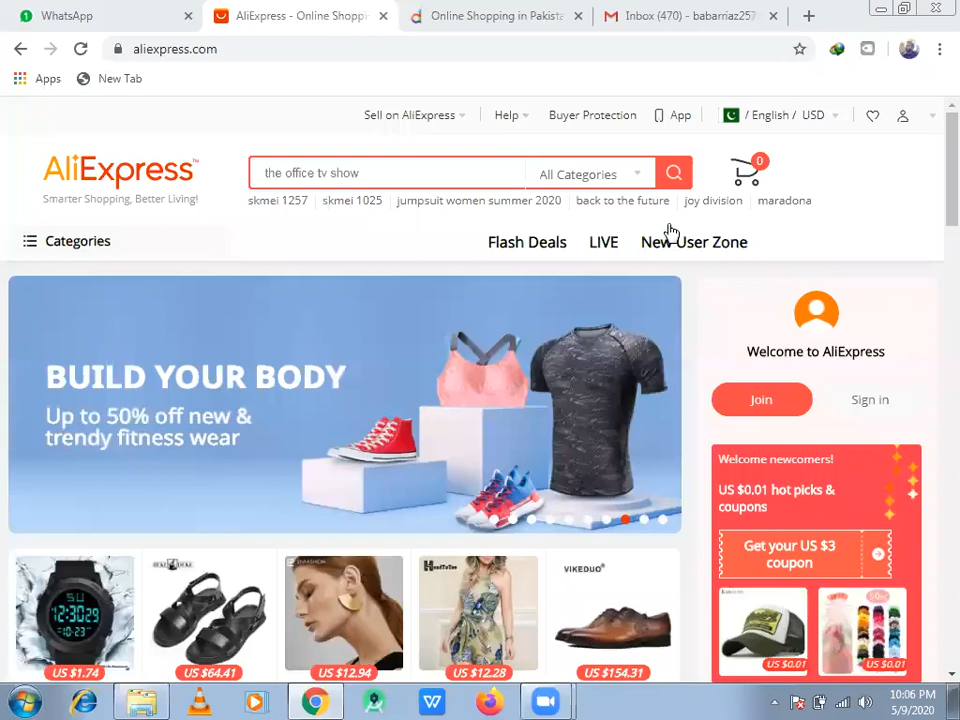 WhatsApp
AliExpress - Online Shoppi
Online Shopping in Pakista
Inbox (470) - babarriaz257
aliexpress.com
Apps
New Tab
Sell on AliExpress
Help
Buyer Protection
App
/ English / USD
AliExpress™
Smarter Shopping, Better Living!
the office tv show
All Categories
0
skmei 1257
skmei 1025
jumpsuit women summer 2020
back to the future
joy division
maradona
Categories
Flash Deals
LIVE
New User Zone
BUILD YOUR BODY
Up to 50% off new &
trendy fitness wear
Welcome to AliExpress
Join
Sign in
Welcome newcomers!
US $0.01 hot picks &
coupons
Get your US $3
coupon
VIKEDUO®
US $1.74
US $64.41
US $12.94
US $12.28
US $154.31
US $0.01
US $0.01
10:06 PM
5/9/2020